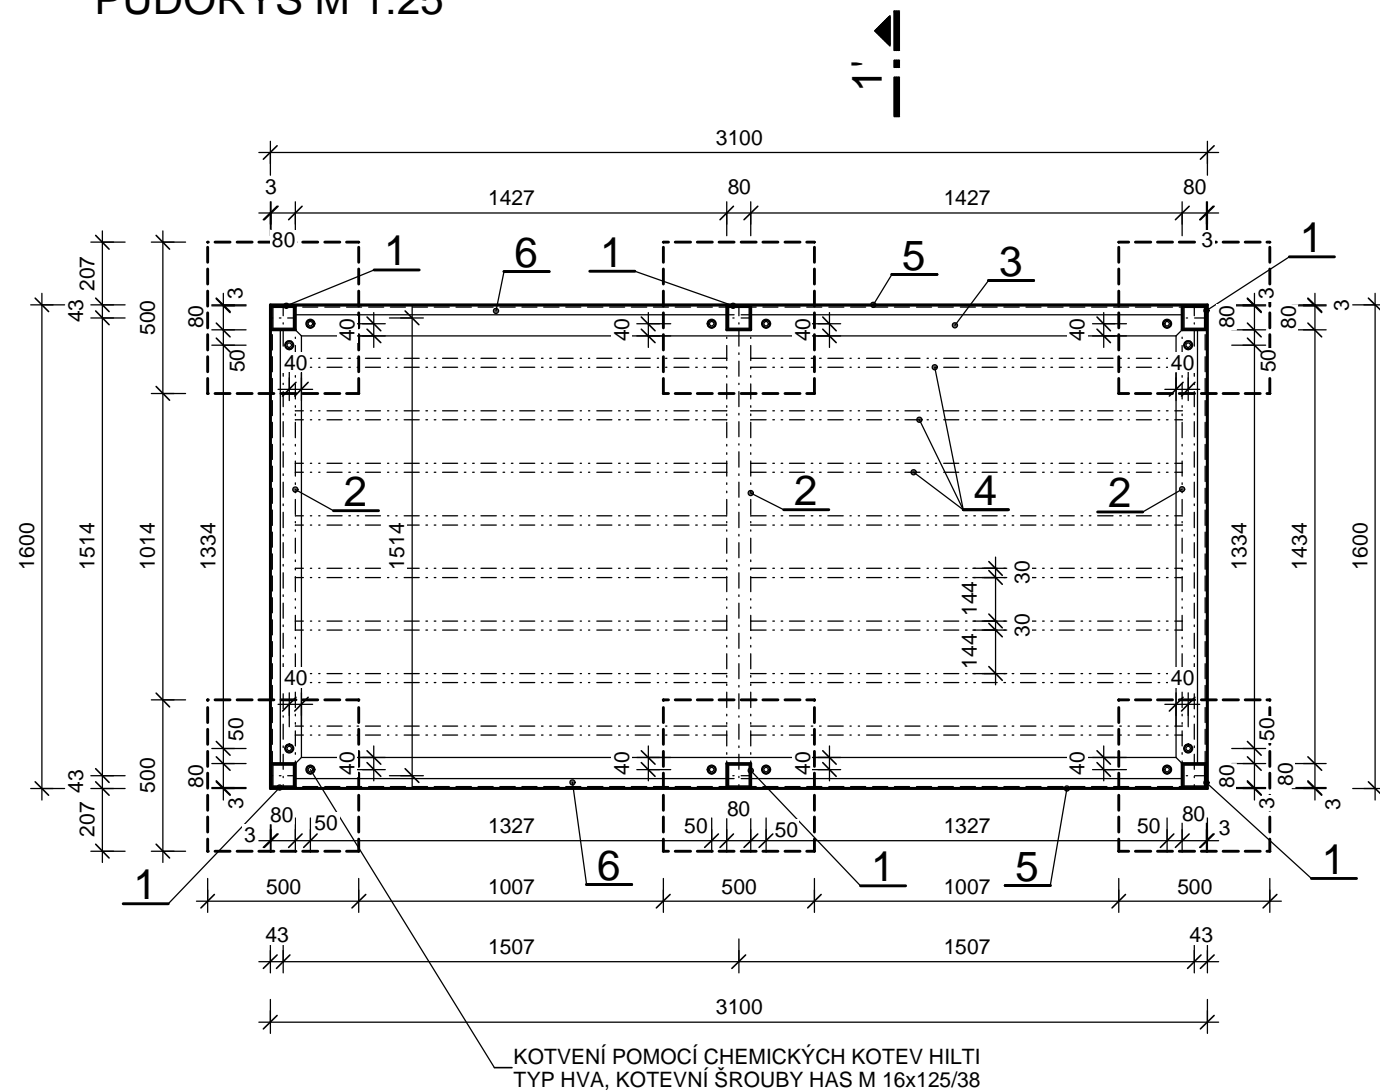 PŮDORYS M 1:25
1'
3100
3 1427 80 1427 80
80 3
1 6 1 5 3 1
207 500 80 3 3 80 80 3
43 40 40 40 40
50 40 40 50
2 4 2 2
1600 1514 1014 1334 1514 1334 1434 1600
30
144
30
144
40 40
50 50
43 500 80 40 40 40 40 80 80
207 3 3 3
80 50 1327 80 1327 80
3 50 50 50 3
1 6 1 5 1
500 1007 500 1007 500
43 1507 1507 43
3100
KOTVENÍ POMOCÍ CHEMICKÝCH KOTEV HILTI
TYP HVA, KOTEVNÍ ŠROUBY HAS M 16x125/38